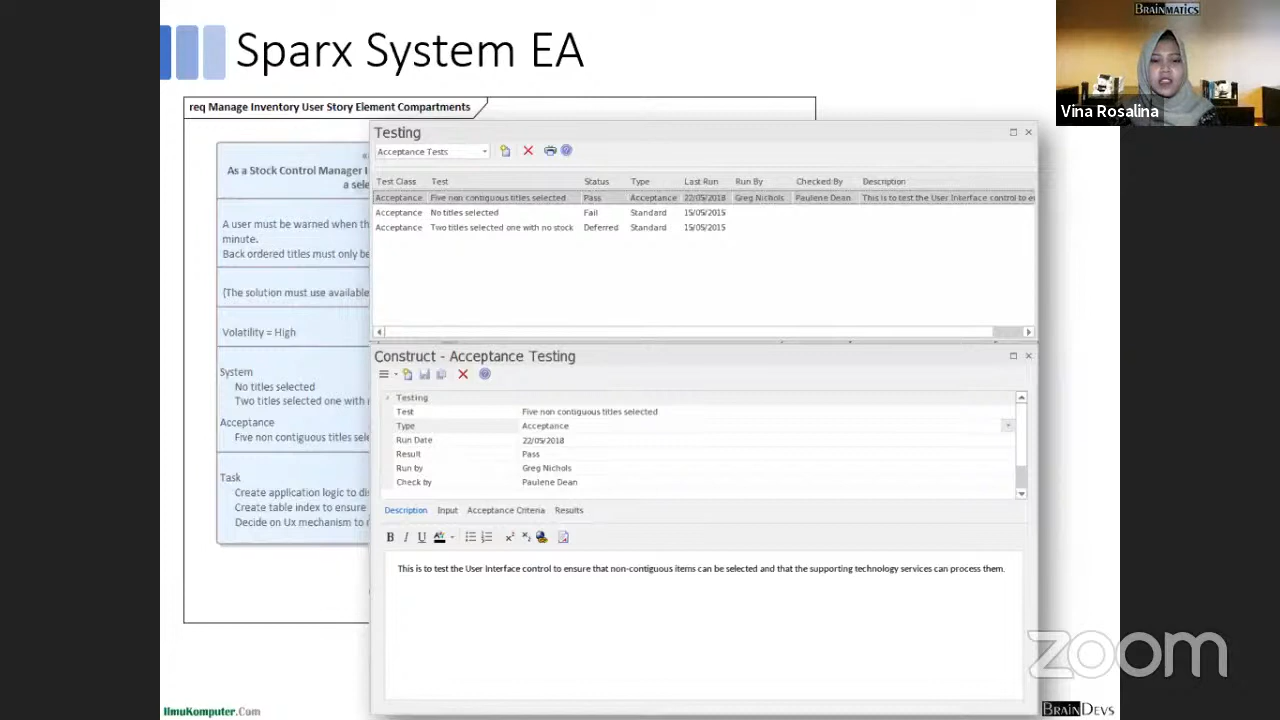 Sparx System EA
BRAINMATICS
Vina Rosalina
req Manage Inventory User Story Element Compartments
As a Stock Control Manager I
a sele
A user must be warned when th
minute.
Back ordered titles must only be
{The solution must use available
Volatility = High
System
No titles selected
Two titles selected one with n
Acceptance
Five non contiguous titles sele
Task
Create application logic to dis
Create table index to ensure
Decide on Ux mechanism to r
Testing
Acceptance Tests
Test Class Test Status Type Last Run Run By Checked By Description
Acceptance Five non contiguous titles selected Pass Acceptance 22/05/2018 Greg Nichols Paulene Dean This is to test the User Interface control to en
Acceptance No titles selected Fail Standard 15/05/2015
Acceptance Two titles selected one with no stock Deferred Standard 15/05/2015
Construct - Acceptance Testing
Testing
Test Five non contiguous titles selected
Type Acceptance
Run Date 22/05/2018
Result Pass
Run by Greg Nichols
Check by Paulene Dean
Description Input Acceptance Criteria Results
B I U
This is to test the User Interface control to ensure that non-contiguous items can be selected and that the supporting technology services can process them.
zoom
IlmuKomputer.Com
BRAINDEVS